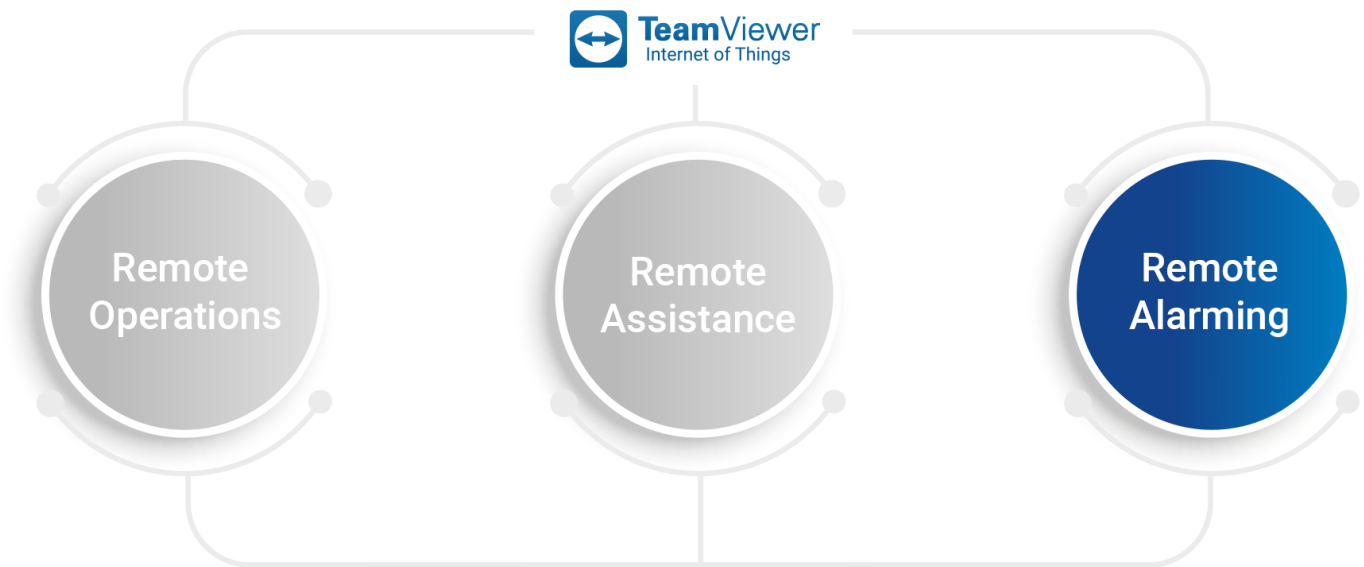 TeamViewer
Internet of Things
Remote
Operations
Remote
Assistance
Remote
Alarming